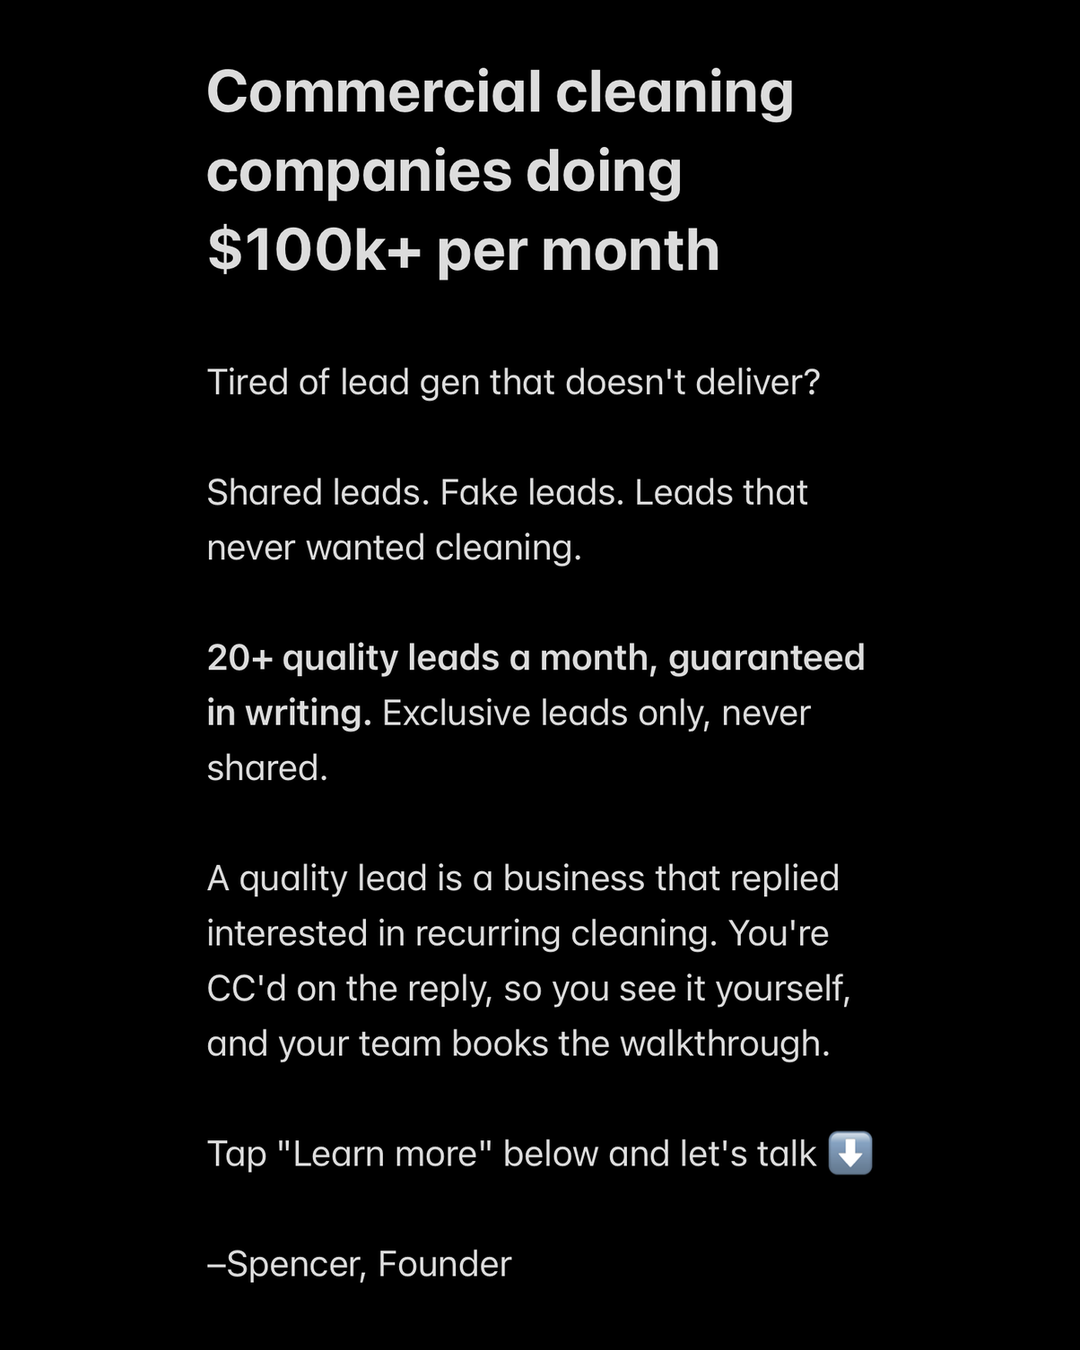 Commercial cleaning
companies doing
$100k+ per month
Tired of lead gen that doesn't deliver?
Shared leads. Fake leads. Leads that
never wanted cleaning.
20+ quality leads a month, guaranteed
in writing. Exclusive leads only, never
shared.
A quality lead is a business that replied
interested in recurring cleaning. You're
CC'd on the reply, so you see it yourself,
and your team books the walkthrough.
Tap "Learn more" below and let's talk ⬇️
–Spencer, Founder